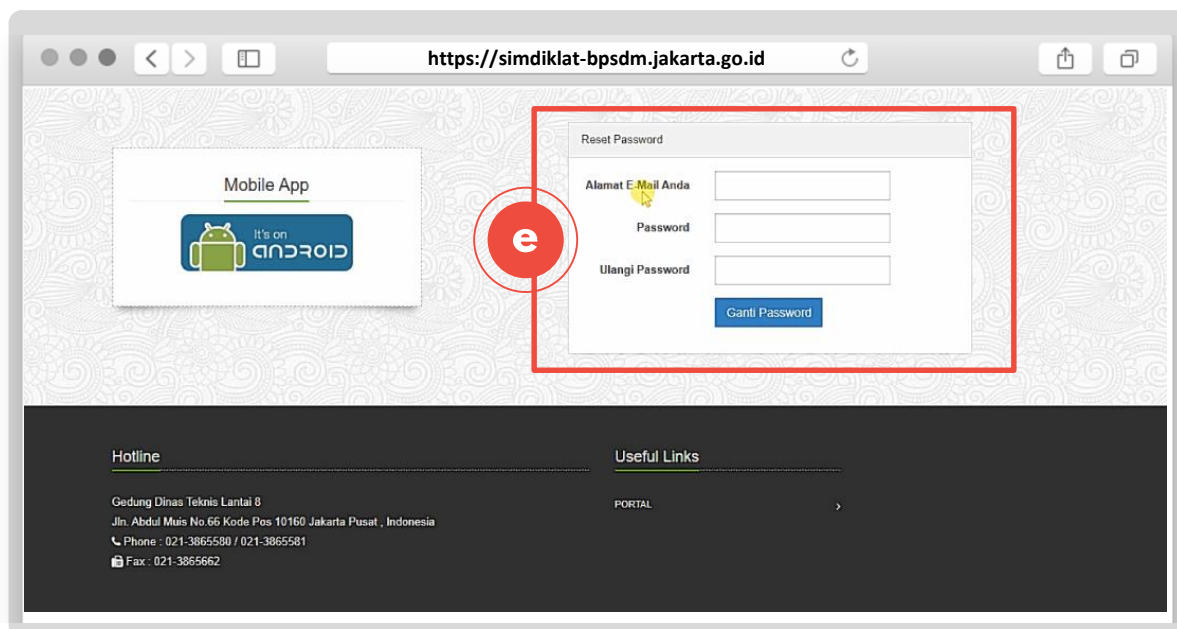 https://simdiklat-bpsdm.jakarta.go.id
Mobile App
It's on
ANDROID
e
Reset Password
Alamat E-Mail Anda
Password
Ulangi Password
Ganti Password
Hotline
Gedung Dinas Teknis Lantai 8
Jln. Abdul Muis No.66 Kode Pos 10160 Jakarta Pusat , Indonesia
Phone : 021-3865580 / 021-3865581
Fax : 021-3865662
Useful Links
PORTAL